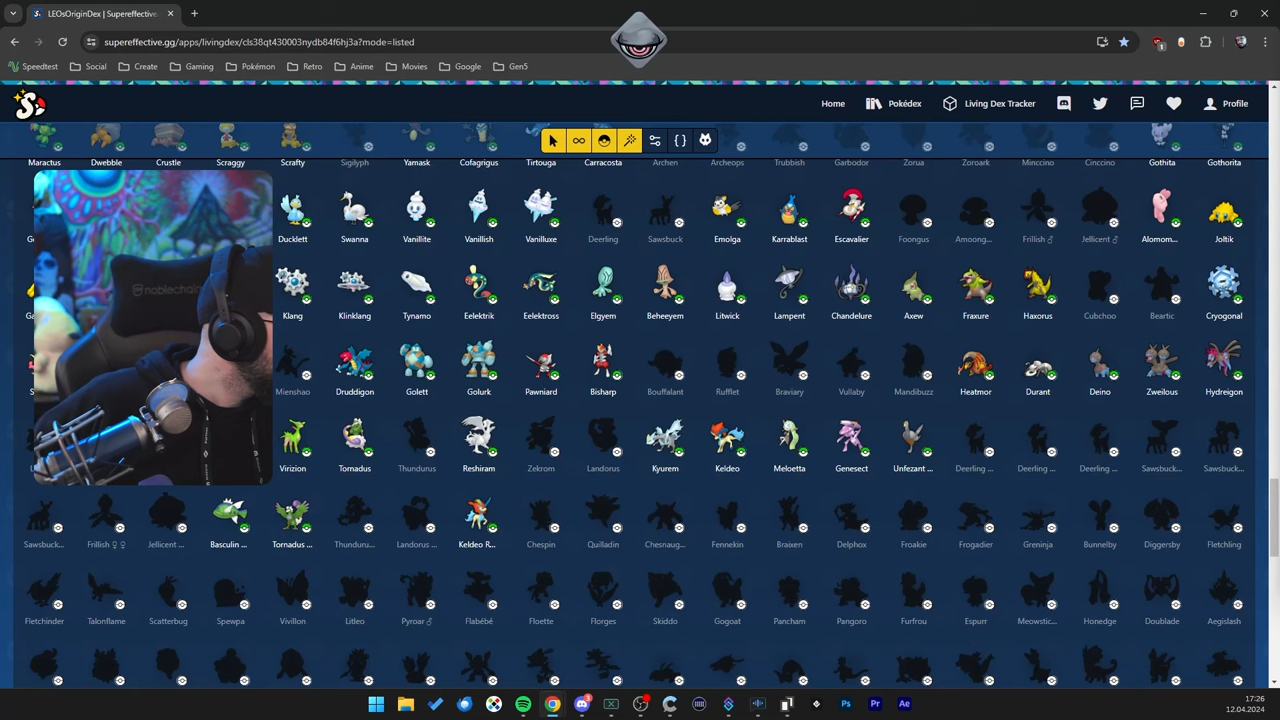 LEOsOriginDex | Supereffective.
supereffective.gg/apps/livingdex/cls38qt430003nydb84f6hj3a?mode=listed
Speedtest Social Create Gaming Pokémon Retro Anime Movies Google Gen5
Home Pokédex Living Dex Tracker Profile
Maractus Dwebble Crustle Scraggy Scrafty Sigilyph Yamask Cofagrigus Tirtouga Carracosta Archen Archeops Trubbish Garbodor Zorua Zoroark Minccino Cinccino Gothita Gothorita
Ducklett Swanna Vanillite Vanillish Vanilluxe Deerling Sawsbuck Emolga Karrablast Escavalier Foongus Amoong... Frillish ♂ Jellicent ♂ Alomom... Joltik
Klang Klinklang Tynamo Eelektrik Eelektross Elgyem Beheeyem Litwick Lampent Chandelure Axew Fraxure Haxorus Cubchoo Beartic Cryogonal
noblechair
Mienshao Druddigon Golett Golurk Pawniard Bisharp Bouffalant Rufflet Braviary Vullaby Mandibuzz Heatmor Durant Deino Zweilous Hydreigon
Virizion Tornadus Thundurus Reshiram Zekrom Landorus Kyurem Keldeo Meloetta Genesect Unfezant ... Deerling ... Deerling ... Deerling ... Sawsbuck... Sawsbuck...
Sawsbuck... Frillish ♀ ♀ Jellicent ... Basculin ... Tornadus ... Thunduru... Landorus ... Keldeo R... Chespin Quilladin Chesnaug... Fennekin Braixen Delphox Froakie Frogadier Greninja Bunnelby Diggersby Fletchling
Fletchinder Talonflame Scatterbug Spewpa Vivillon Litleo Pyroar ♂ Flabébé Floette Florges Skiddo Gogoat Pancham Pangoro Furfrou Espurr Meowstic... Honedge Doublade Aegislash
17:26
12.04.2024